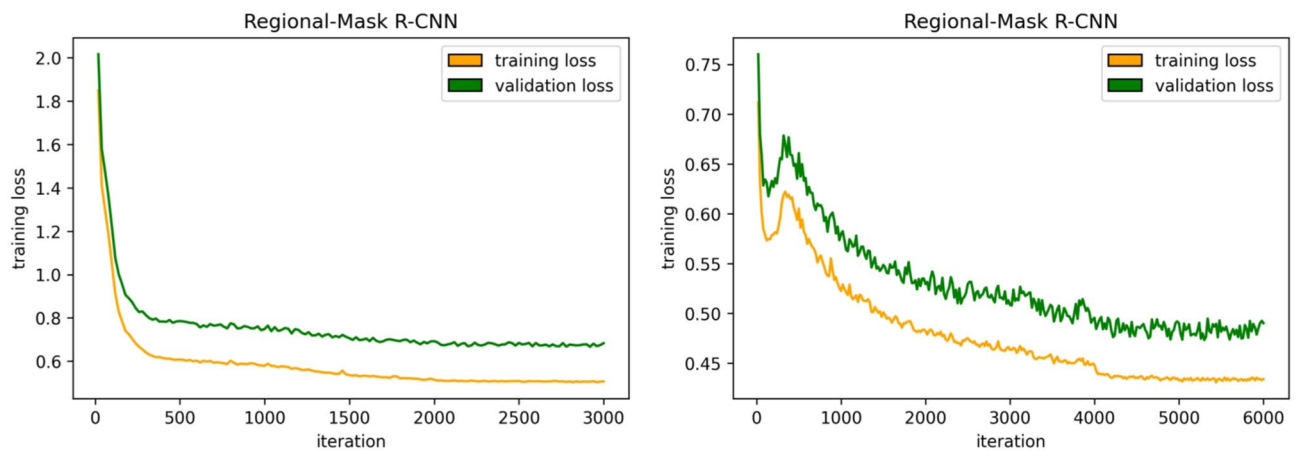 Regional-Mask R-CNN
training loss
validation loss
2.0
1.8
1.6
1.4
1.2
1.0
0.8
0.6
training loss
0 500 1000 1500 2000 2500 3000
iteration
Regional-Mask R-CNN
training loss
validation loss
0.75
0.70
0.65
0.60
0.55
0.50
0.45
training loss
0 1000 2000 3000 4000 5000 6000
iteration